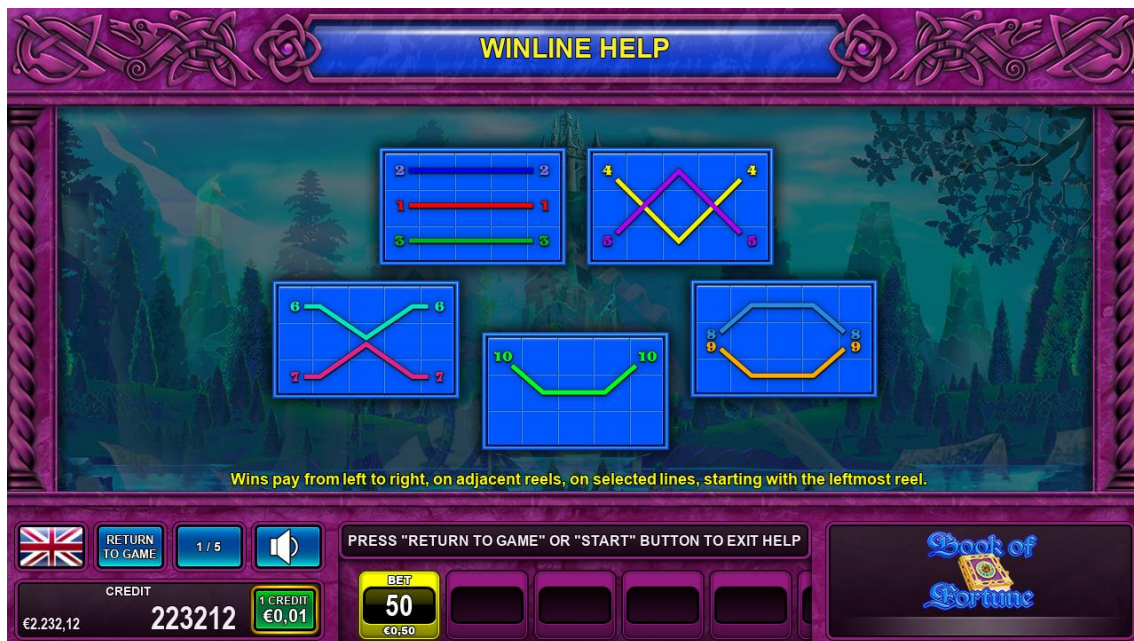 WINLINE HELP
2 2
1 1
3 3
4 4
5 5
6 6
7 7
10 10
8 8
9 9
Wins pay from left to right, on adjacent reels, on selected lines, starting with the leftmost reel.
RETURN
TO GAME
1 / 5
PRESS "RETURN TO GAME" OR "START" BUTTON TO EXIT HELP
CREDIT
€2.232,12
223212
1 CREDIT
€0,01
BET
50
€0,50
Book of
Fortune